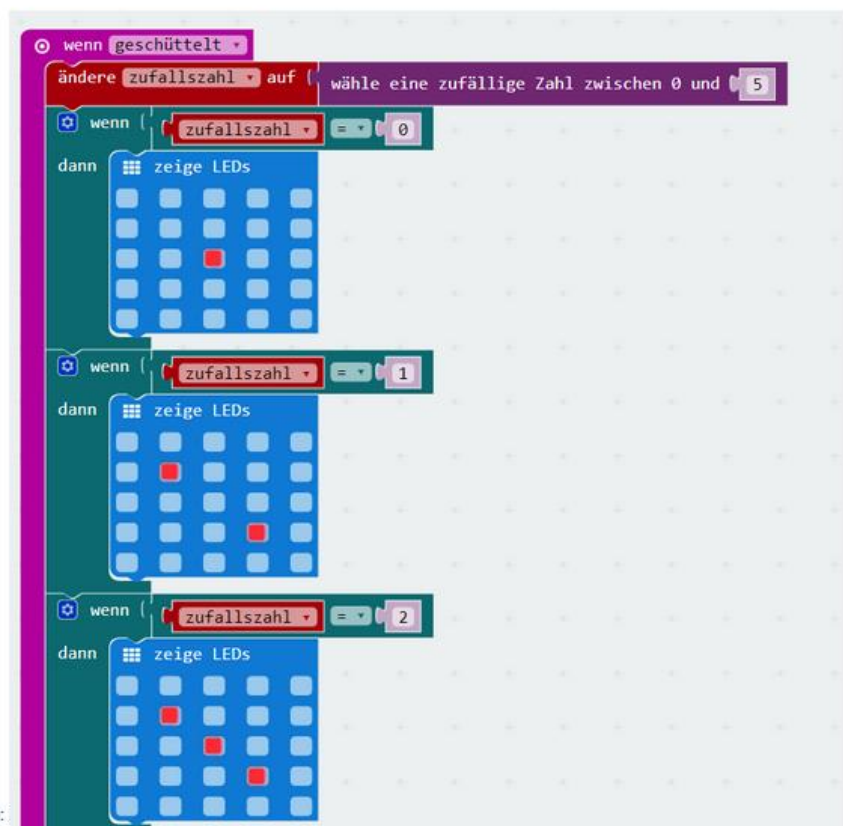 wenn geschüttelt
ändere zufallszahl auf wähle eine zufällige Zahl zwischen 0 und 5
wenn zufallszahl = 0
dann zeige LEDs
wenn zufallszahl = 1
dann zeige LEDs
wenn zufallszahl = 2
dann zeige LEDs
: